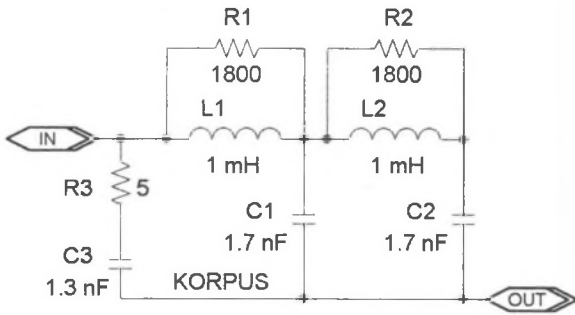 R1
R2
1800
1800
L1
L2
IN
1 mH
1 mH
R3
5
C1
C2
1.7 nF
1.7 nF
C3
1.3 nF
KORPUS
OUT